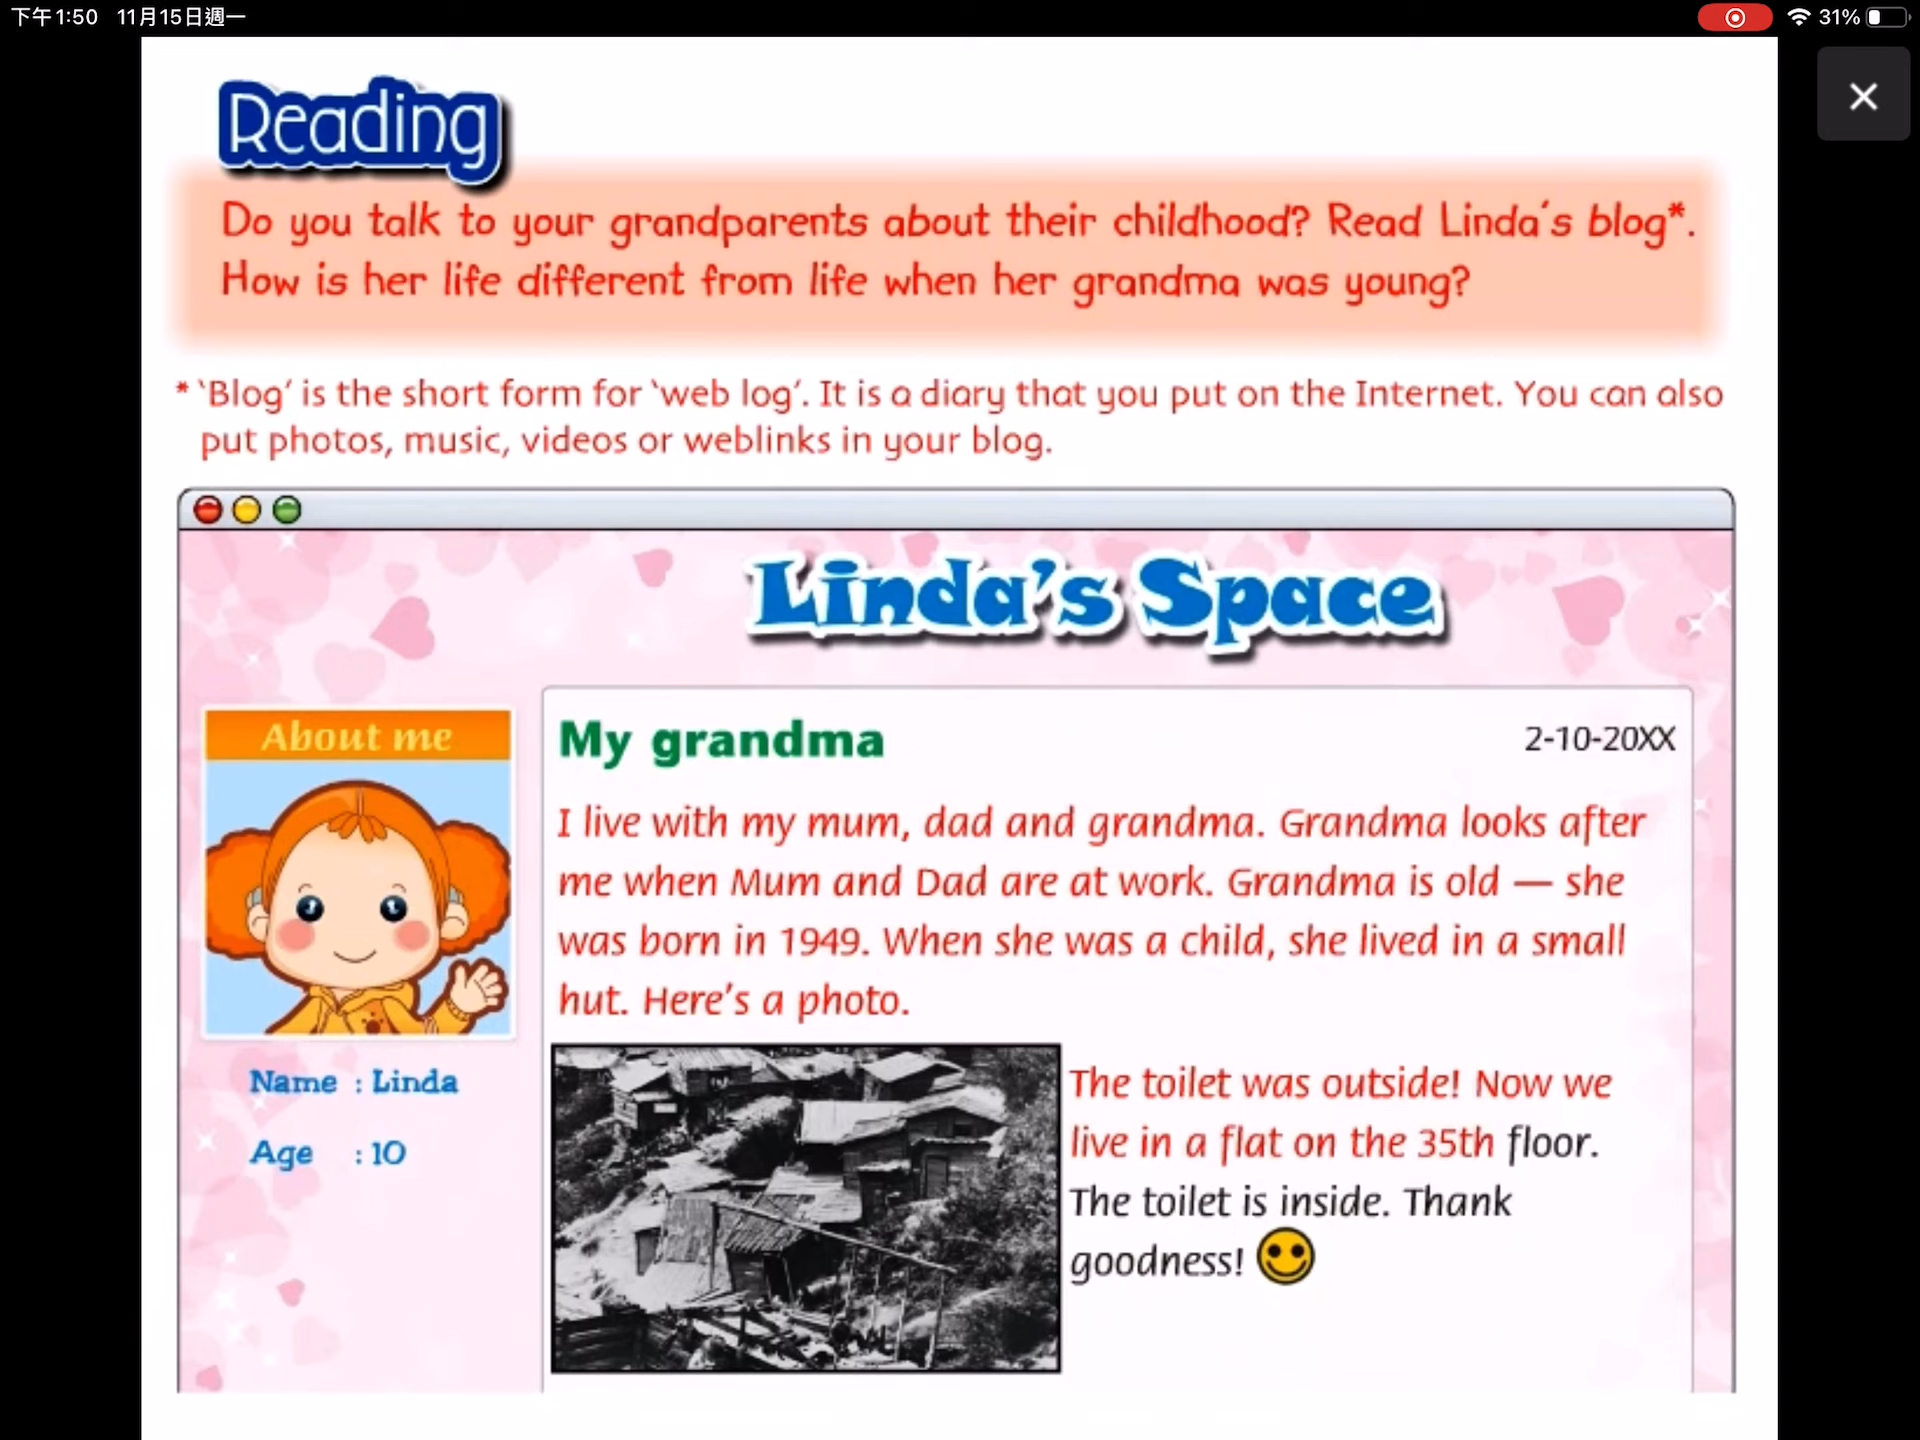 下午1:50 11月15日週一
31%
Reading
Do you talk to your grandparents about their childhood? Read Linda's blog*.
How is her life different from life when her grandma was young?
* 'Blog' is the short form for 'web log'. It is a diary that you put on the Internet. You can also
put photos, music, videos or weblinks in your blog.
Linda's Space
About me
Name : Linda
Age : 10
My grandma
2-10-20XX
I live with my mum, dad and grandma. Grandma looks after
me when Mum and Dad are at work. Grandma is old — she
was born in 1949. When she was a child, she lived in a small
hut. Here's a photo.
The toilet was outside! Now we
live in a flat on the 35th floor.
The toilet is inside. Thank
goodness!